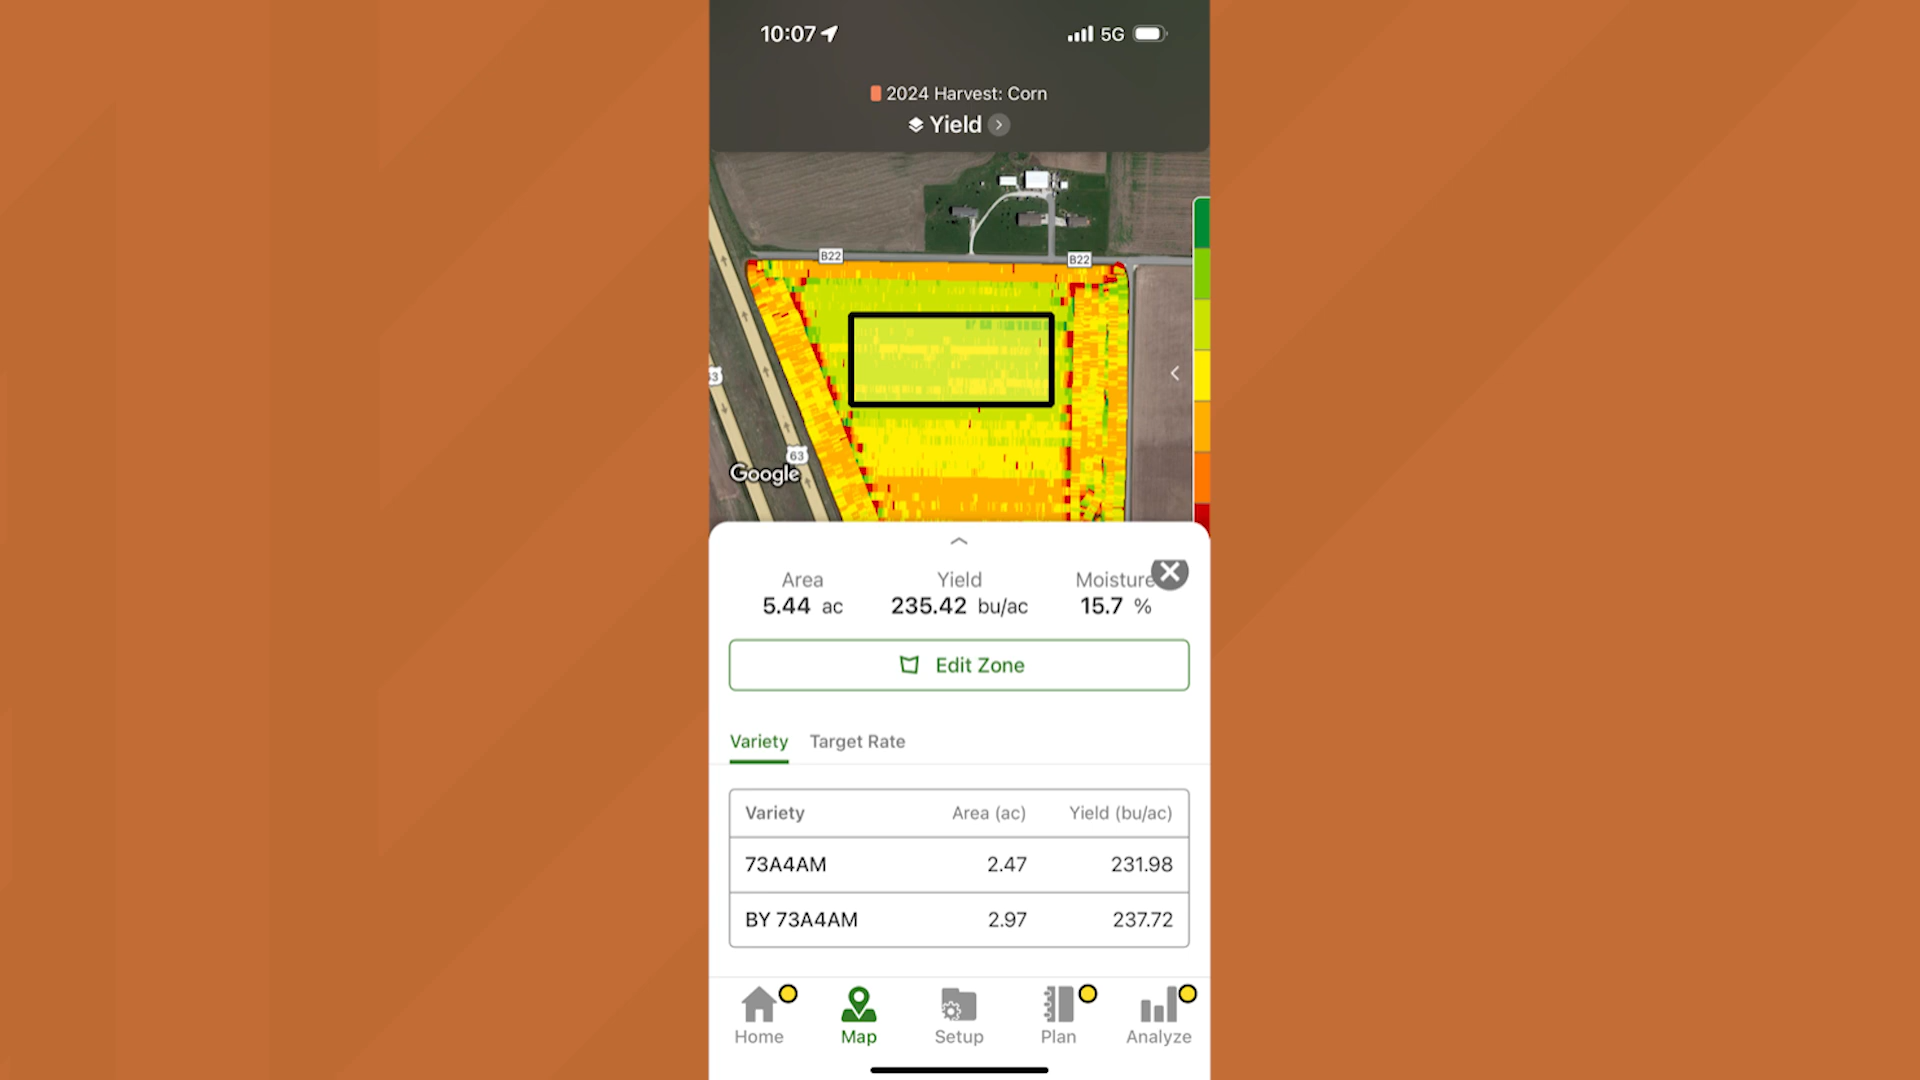 10:07
5G
2024 Harvest: Corn
Yield
B22
B22
3
63
Google
Area Yield Moisture
5.44 ac 235.42 bu/ac 15.7 %
Edit Zone
Variety Target Rate
Variety Area (ac) Yield (bu/ac)
73A4AM 2.47 231.98
BY 73A4AM 2.97 237.72
Home Map Setup Plan Analyze